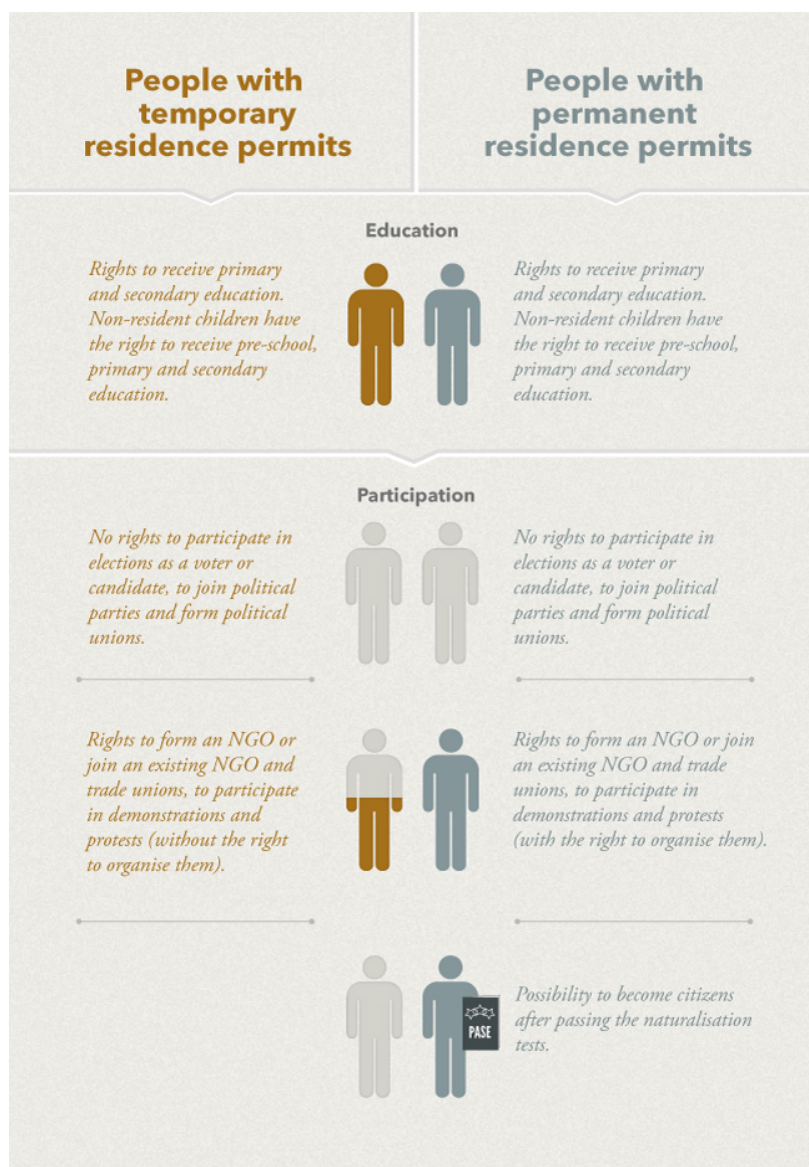 People with
temporary
residence permits
People with
permanent
residence permits
Education
Rights to receive primary
and secondary education.
Non-resident children have
the right to receive pre-school,
primary and secondary
education.
Rights to receive primary
and secondary education.
Non-resident children have
the right to receive pre-school,
primary and secondary
education.
Participation
No rights to participate in
elections as a voter or
candidate, to join political
parties and form political
unions.
No rights to participate in
elections as a voter or
candidate, to join political
parties and form political
unions.
Rights to form an NGO or
join an existing NGO and
trade unions, to participate
in demonstrations and
protests (without the right
to organise them).
Rights to form an NGO or join
an existing NGO and trade
unions, to participate in
demonstrations and protests
(with the right to organise them).
PASE
Possibility to become citizens
after passing the naturalisation
tests.